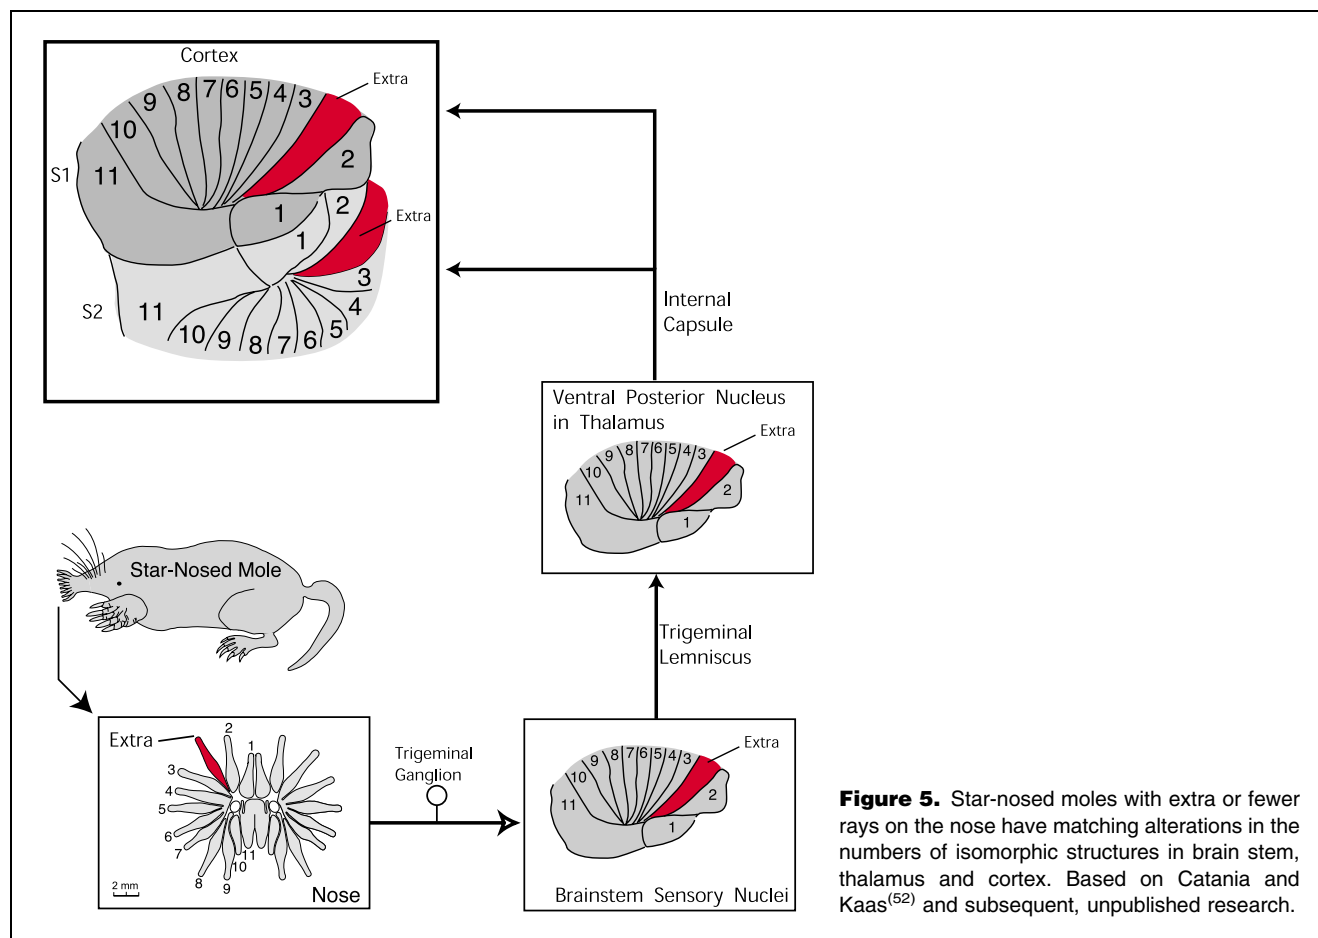 Cortex
Extra
3
4
5
6
7
8
9
10
11
2
1
S1
2
Extra
1
3
4
5
6
7
8
9
10
11
S2
Internal
Capsule
Ventral Posterior Nucleus
in Thalamus
Extra
3
4
5
6
7
8
9
10
11
2
1
Star-Nosed Mole
Trigeminal
Lemniscus
Extra
2
1
3
4
5
6
7
8
9
10
11
2 mm
Nose
Trigeminal
Ganglion
Extra
3
4
5
6
7
8
9
10
11
2
1
Brainstem Sensory Nuclei
Figure 5. Star-nosed moles with extra or fewer
rays on the nose have matching alterations in the
numbers of isomorphic structures in brain stem,
thalamus and cortex. Based on Catania and
Kaas(52) and subsequent, unpublished research.